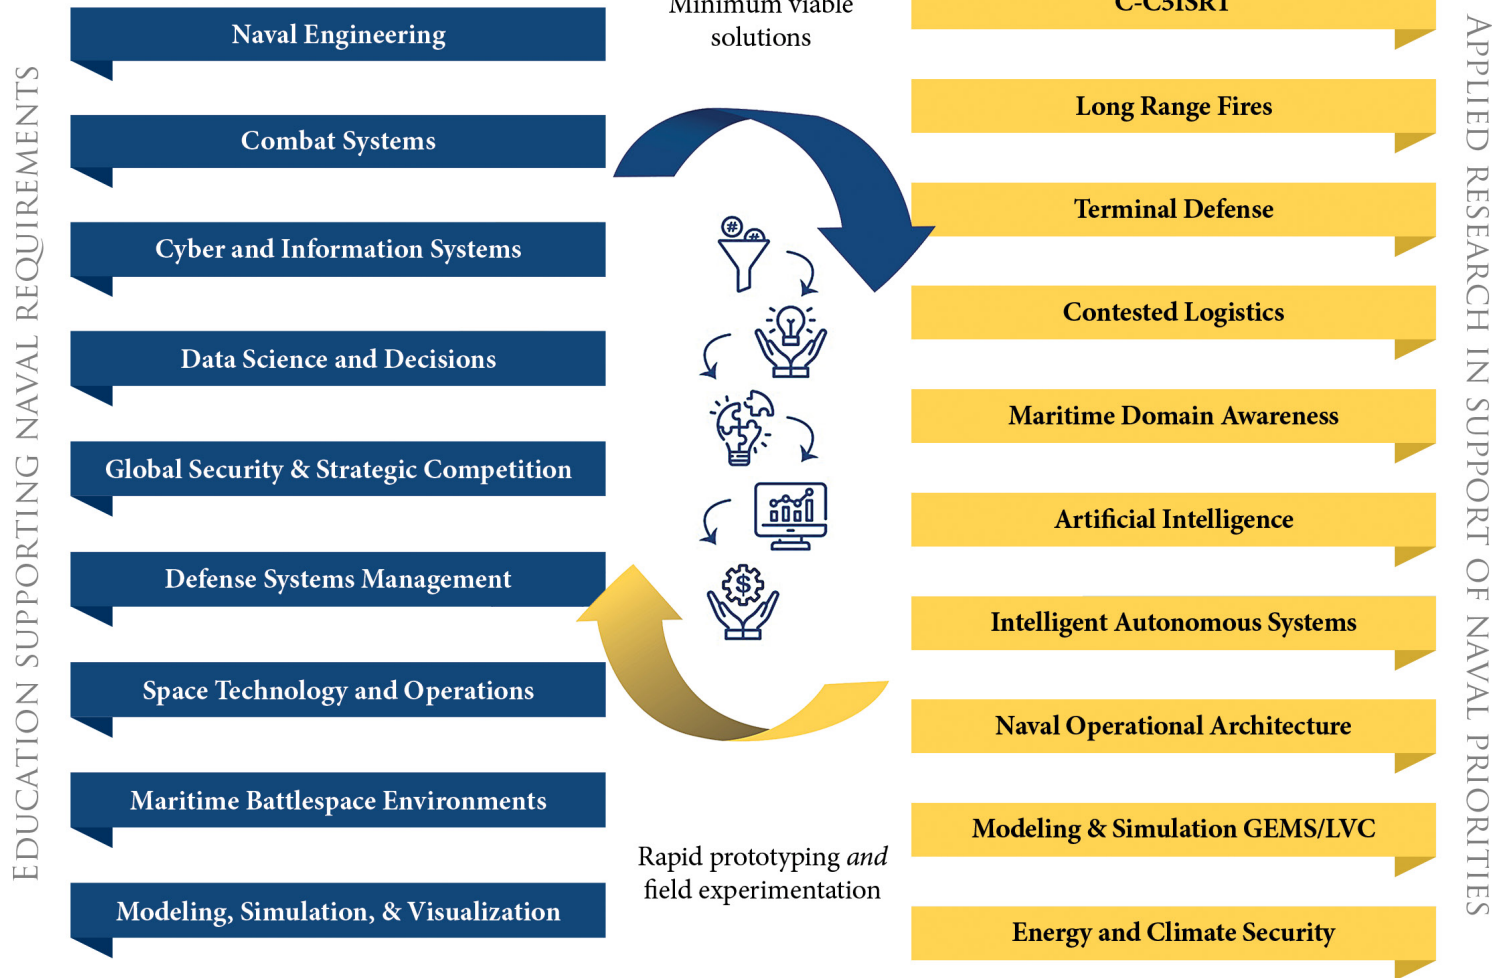 EDUCATION SUPPORTING NAVAL REQUIREMENTS
Naval Engineering
Combat Systems
Cyber and Information Systems
Data Science and Decisions
Global Security & Strategic Competition
Defense Systems Management
Space Technology and Operations
Maritime Battlespace Environments
Modeling, Simulation, & Visualization
Minimum viable
solutions
#
#
$
Rapid prototyping and
field experimentation
C-C5ISRT
Long Range Fires
Terminal Defense
Contested Logistics
Maritime Domain Awareness
Artificial Intelligence
Intelligent Autonomous Systems
Naval Operational Architecture
Modeling & Simulation GEMS/LVC
Energy and Climate Security
APPLIED RESEARCH IN SUPPORT OF NAVAL PRIORITIES